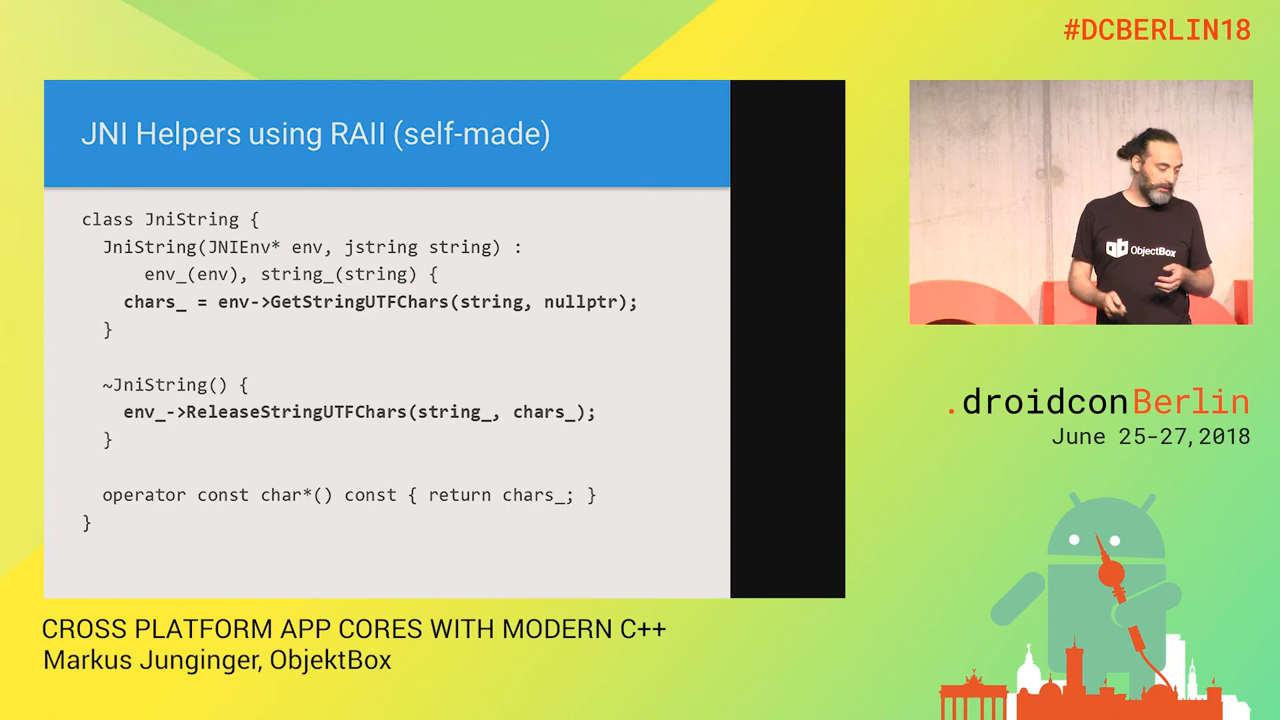 #DCBERLIN18
JNI Helpers using RAII (self-made)
class JniString {
JniString(JNIEnv* env, jstring string) :
env_(env), string_(string) {
chars_ = env->GetStringUTFChars(string, nullptr);
}
~JniString() {
env_->ReleaseStringUTFChars(string_, chars_);
}
operator const char*() const { return chars_; }
}
ObjectBox
.droidconBerlin
June 25-27, 2018
CROSS PLATFORM APP CORES WITH MODERN C++
Markus Junginger, ObjektBox